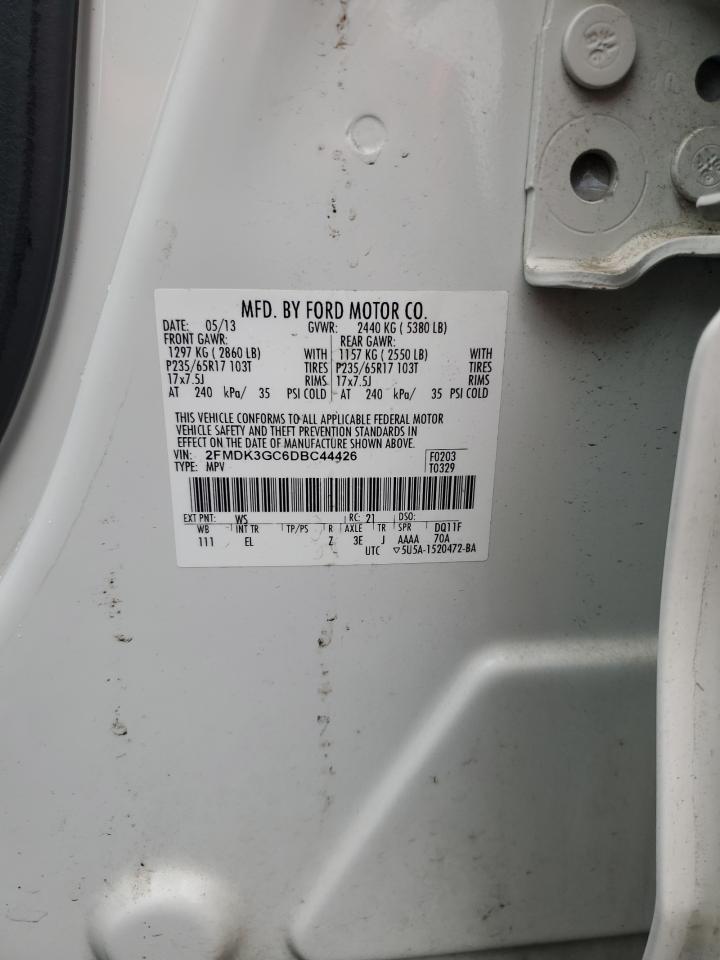 MFD. BY FORD MOTOR CO.
DATE: 05/13 GVWR: 2440 KG ( 5380 LB)
FRONT GAWR: REAR GAWR:
1297 KG ( 2860 LB) WITH 1157 KG ( 2550 LB) WITH
P235/65R17 103T TIRES P235/65R17 103T TIRES
17x7.5J RIMS 17x7.5J RIMS
AT 240 kPa/ 35 PSI COLD AT 240 kPa/ 35 PSI COLD
THIS VEHICLE CONFORMS TO ALL APPLICABLE FEDERAL MOTOR
VEHICLE SAFETY AND THEFT PREVENTION STANDARDS IN
EFFECT ON THE DATE OF MANUFACTURE SHOWN ABOVE.
VIN: 2FMDK3GC6DBC44426 F0203
TYPE: MPV T0329
EXT PNT: WS RC: 21 DSO:
WB INT TR TP/PS R AXLE TR SPR DQ11F
111 EL Z 3E J AAAA 70A
UTC ▽5U5A-1520472-BA